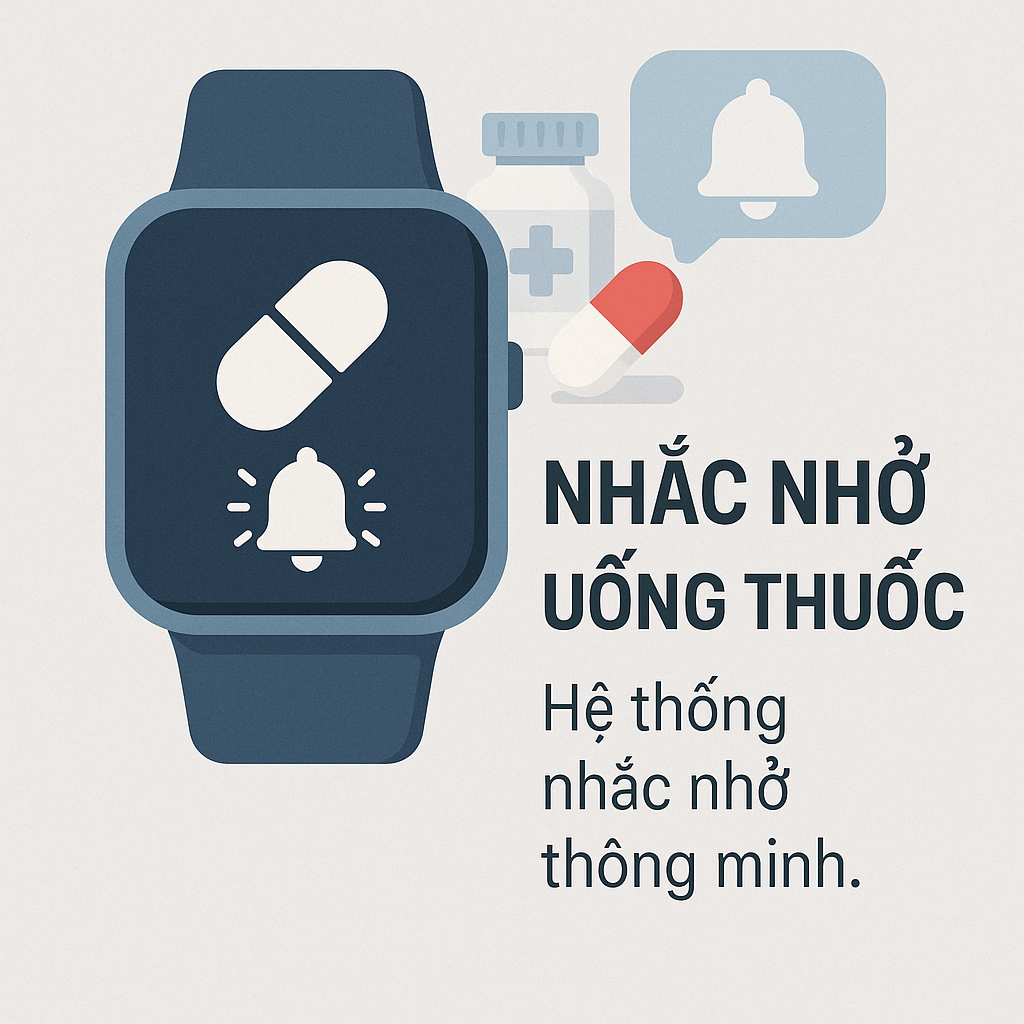 NHẮC NHỞ
UỐNG THUỐC
Hệ thống
nhắc nhở
thông minh.